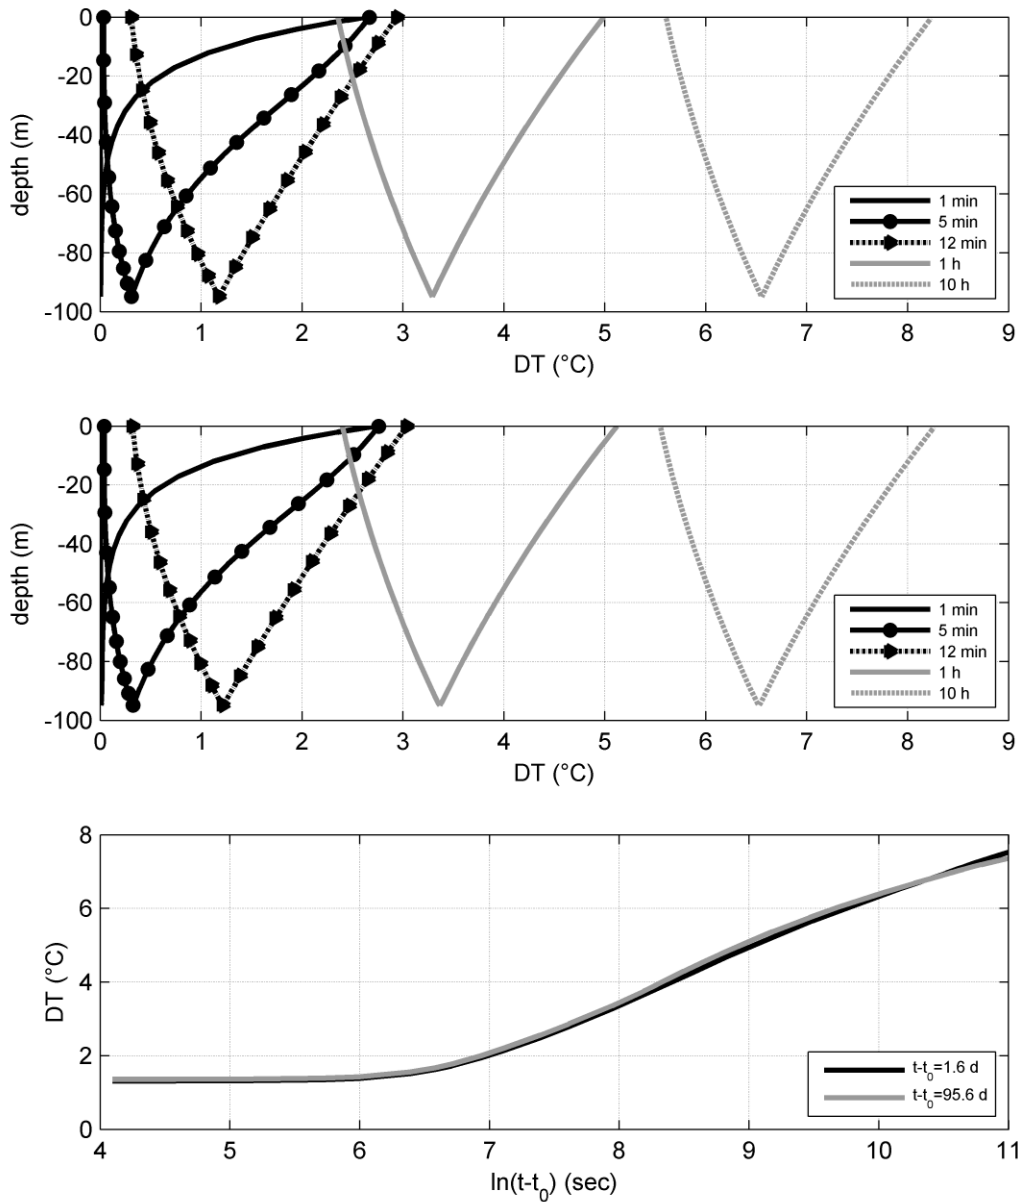 0
-20
-40
-60
-80
-100
depth (m)
0 1 2 3 4 5 6 7 8 9
DT (°C)
1 min
5 min
12 min
1 h
10 h
0
-20
-40
-60
-80
-100
depth (m)
0 1 2 3 4 5 6 7 8 9
DT (°C)
1 min
5 min
12 min
1 h
10 h
8
6
4
2
0
DT (°C)
4 5 6 7 8 9 10 11
ln(t-t0) (sec)
t-t0=1.6 d
t-t0=95.6 d